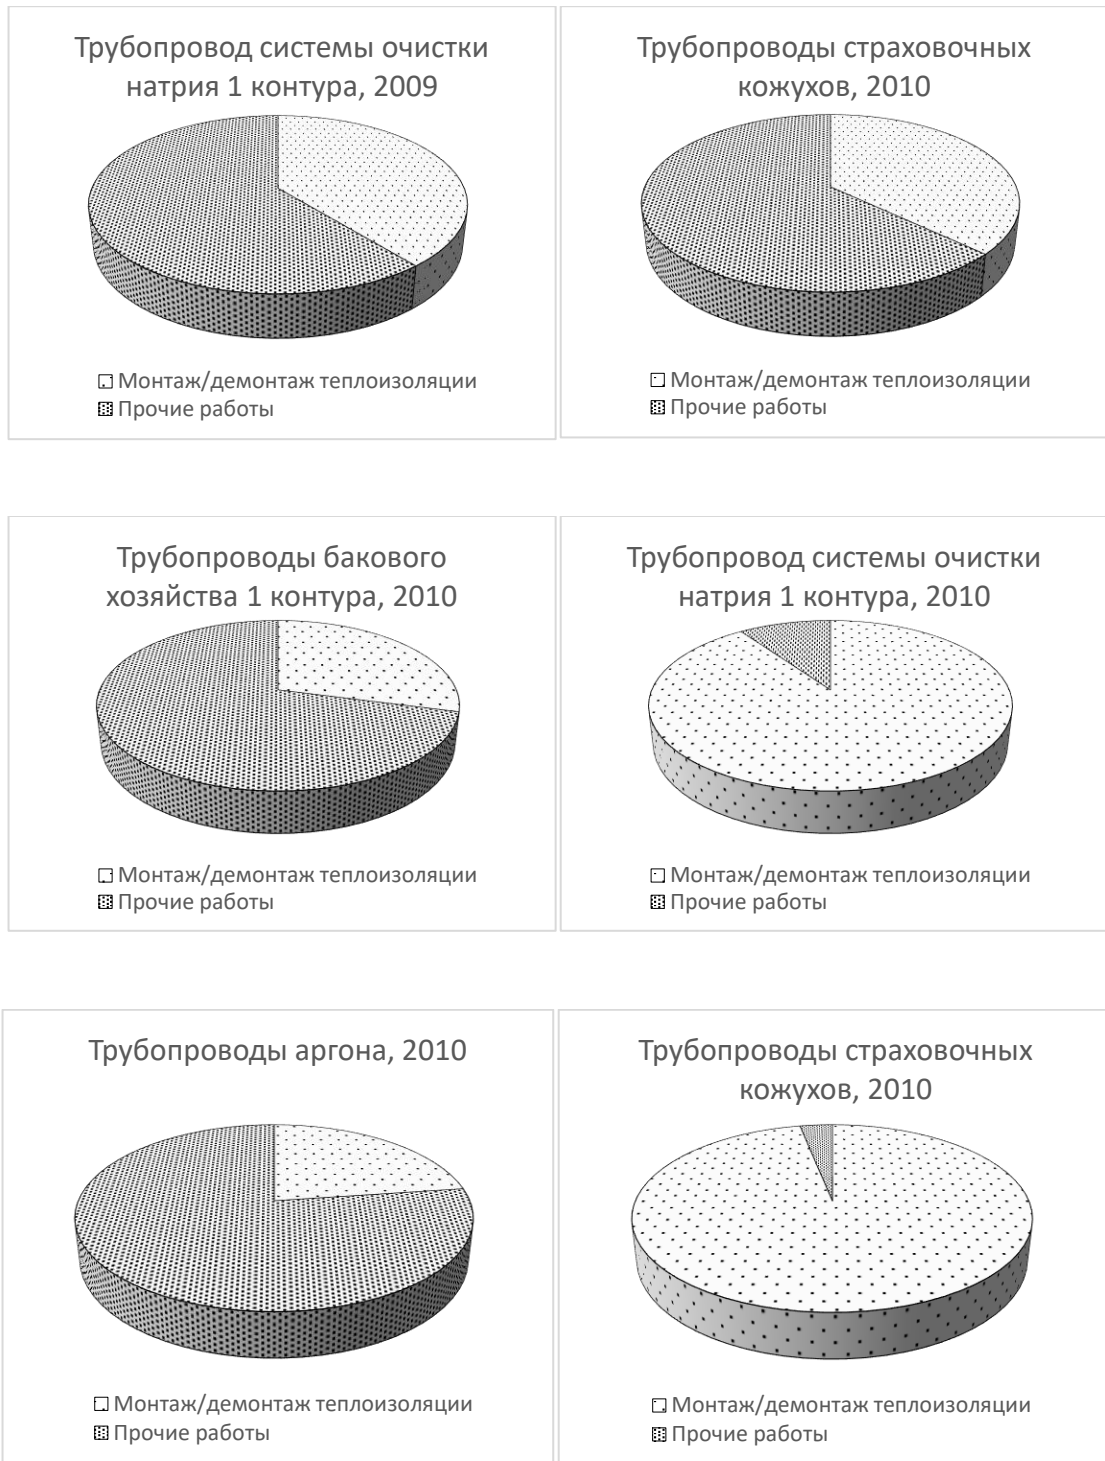 Трубопровод системы очистки
натрия 1 контура, 2009
Монтаж/демонтаж теплоизоляции
Прочие работы
Трубопроводы страховочных
кожухов, 2010
Монтаж/демонтаж теплоизоляции
Прочие работы
Трубопроводы бакового
хозяйства 1 контура, 2010
Монтаж/демонтаж теплоизоляции
Прочие работы
Трубопровод системы очистки
натрия 1 контура, 2010
Монтаж/демонтаж теплоизоляции
Прочие работы
Трубопроводы аргона, 2010
Монтаж/демонтаж теплоизоляции
Прочие работы
Трубопроводы страховочных
кожухов, 2010
Монтаж/демонтаж теплоизоляции
Прочие работы